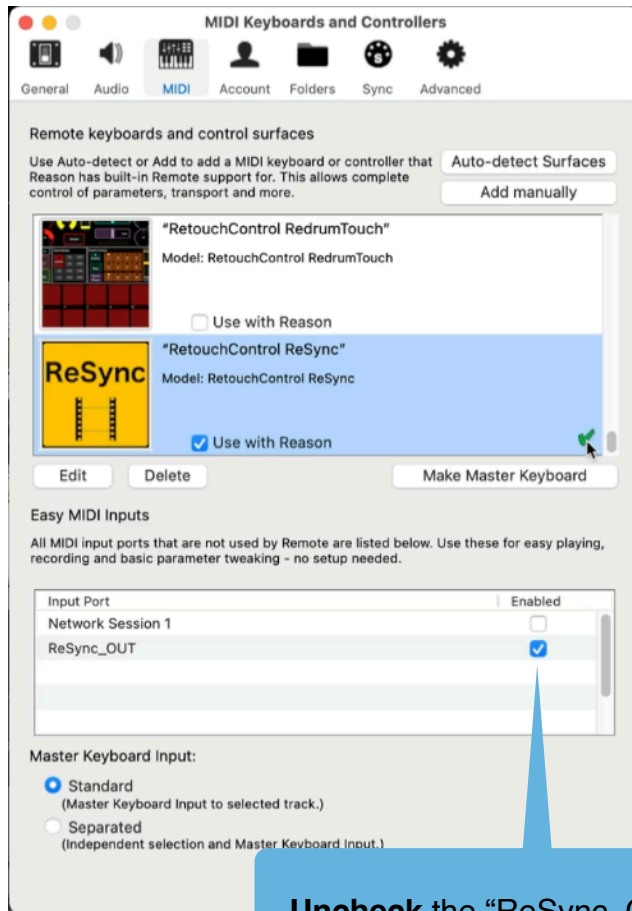 MIDI Keyboards and Controllers
General Audio MIDI Account Folders Sync Advanced
Remote keyboards and control surfaces
Use Auto-detect or Add to add a MIDI keyboard or controller that
Reason has built-in Remote support for. This allows complete
control of parameters, transport and more.
Auto-detect Surfaces
Add manually
“RetouchControl RedrumTouch”
Model: RetouchControl RedrumTouch
Use with Reason
ReSync
“RetouchControl ReSync”
Model: RetouchControl ReSync
Use with Reason
Edit Delete Make Master Keyboard
Easy MIDI Inputs
All MIDI input ports that are not used by Remote are listed below. Use these for easy playing,
recording and basic parameter tweaking - no setup needed.
Input Port Enabled
Network Session 1
ReSync_OUT
Master Keyboard Input:
Standard
(Master Keyboard Input to selected track.)
Separated
(Independent selection and Master Keyboard Input.)
Uncheck the “ReSync_